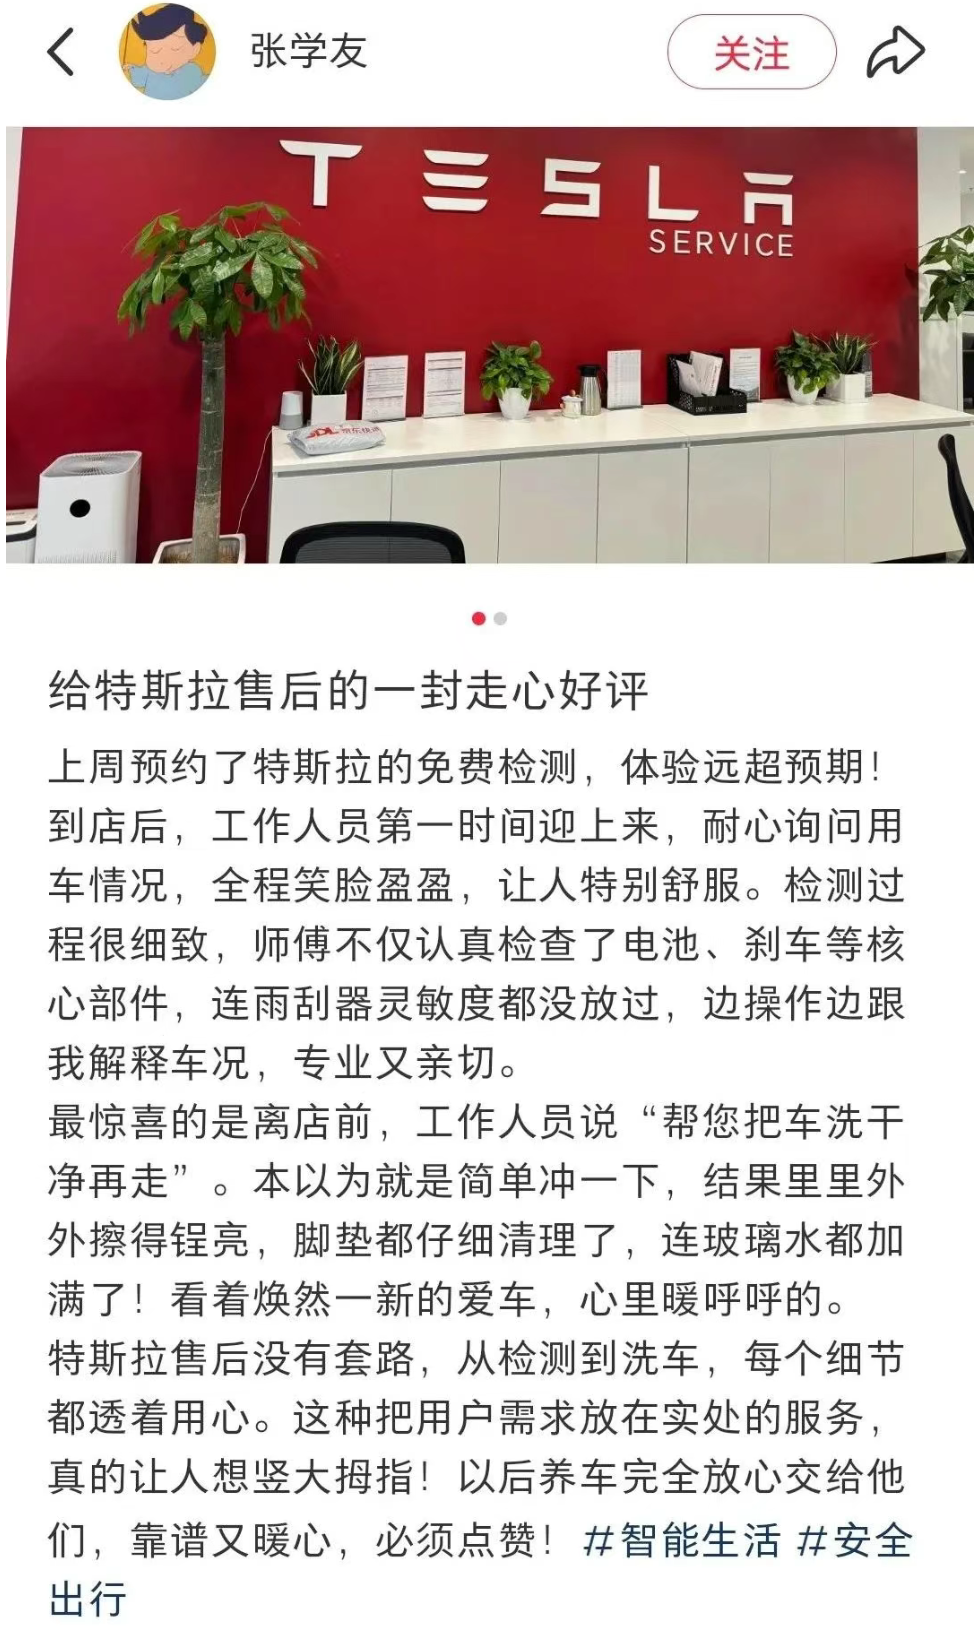 张学友
关注
TESLA
SERVICE
京东快递
给特斯拉售后的一封走心好评
上周预约了特斯拉的免费检测，体验远超预期！
到店后，工作人员第一时间迎上来，耐心询问用
车情况，全程笑脸盈盈，让人特别舒服。检测过
程很细致，师傅不仅认真检查了电池、刹车等核
心部件，连雨刮器灵敏度都没放过，边操作边跟
我解释车况，专业又亲切。
最惊喜的是离店前，工作人员说“帮您把车洗干
净再走”。本以为就是简单冲一下，结果里里外
外擦得锃亮，脚垫都仔细清理了，连玻璃水都加
满了！看着焕然一新的爱车，心里暖呼呼的。
特斯拉售后没有套路，从检测到洗车，每个细节
都透着用心。这种把用户需求放在实处的服务，
真的让人想竖大拇指！以后养车完全放心交给他
们，靠谱又暖心，必须点赞！#智能生活 #安全
出行